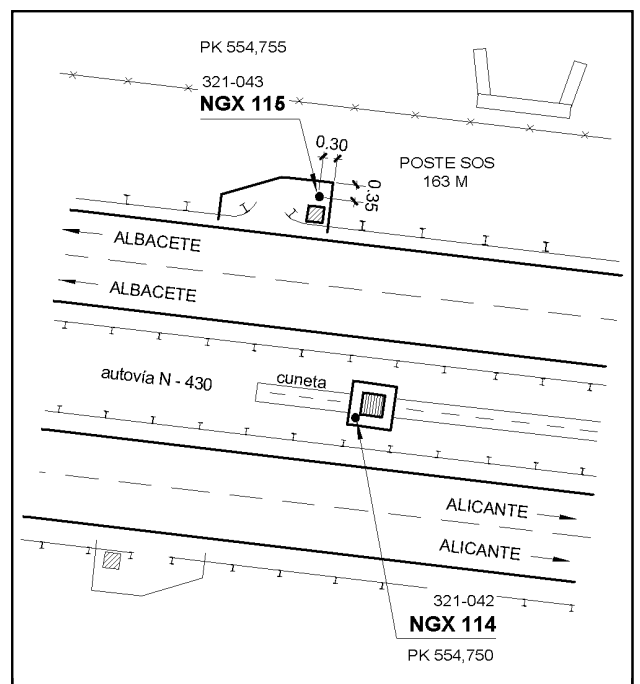 PK 554,755
321-043
NGX 115
0.30
0.35
POSTE SOS
163 M
ALBACETE
ALBACETE
autovía N - 430
cuneta
ALICANTE
ALICANTE
321-042
NGX 114
PK 554,750